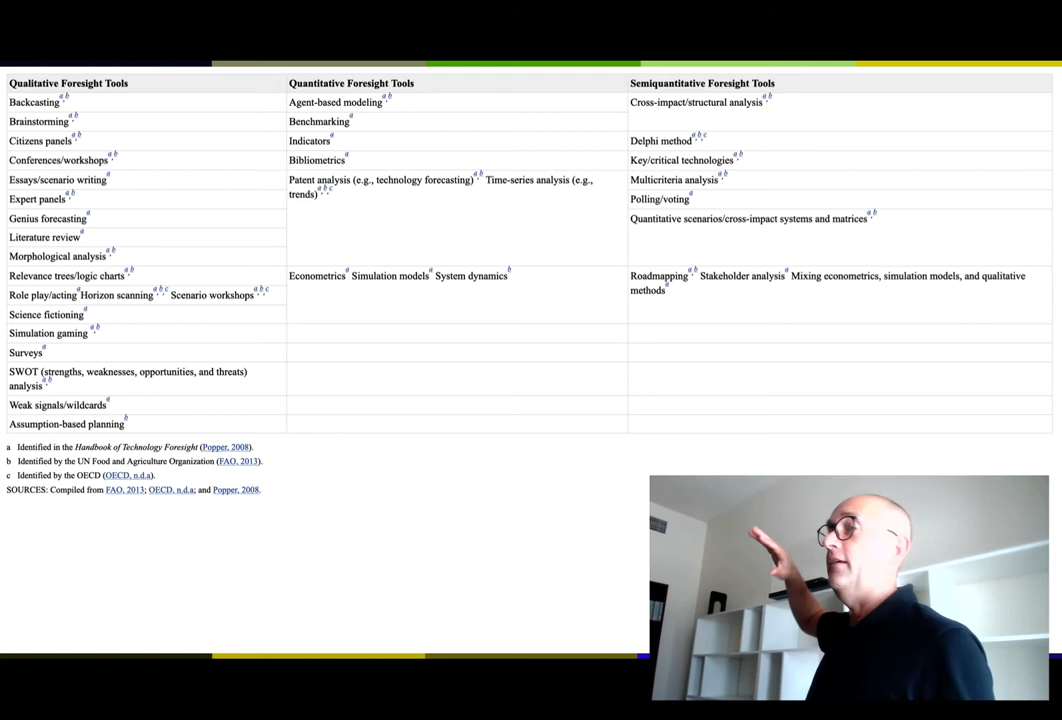 Qualitative Foresight Tools Quantitative Foresight Tools Semiquantitative Foresight Tools
Backcasting a, b Agent-based modeling a, b Cross-impact/structural analysis a, b
Brainstorming a, b Benchmarking a
Citizens panels a, b Indicators a Delphi method a, b, c
Conferences/workshops a, b Bibliometrics a Key/critical technologies a, b
Essays/scenario writing a Patent analysis (e.g., technology forecasting) a, b Time-series analysis (e.g., Multicriteria analysis a, b
trends) a, b, c
Expert panels a, b Polling/voting a
Genius forecasting a Quantitative scenarios/cross-impact systems and matrices a, b
Literature review a
Morphological analysis a, b
Relevance trees/logic charts a, b Econometrics a Simulation models a System dynamics b Roadmapping a, b Stakeholder analysis a Mixing econometrics, simulation models, and qualitative
methods a
Role play/acting a Horizon scanning a, b, c Scenario workshops a, b, c
Science fictioning a
Simulation gaming a, b
Surveys a
SWOT (strengths, weaknesses, opportunities, and threats)
analysis a, b
Weak signals/wildcards a
Assumption-based planning b
a Identified in the Handbook of Technology Foresight (Popper, 2008).
b Identified by the UN Food and Agriculture Organization (FAO, 2013).
c Identified by the OECD (OECD, n.d.a).
SOURCES: Compiled from FAO, 2013; OECD, n.d.a; and Popper, 2008.